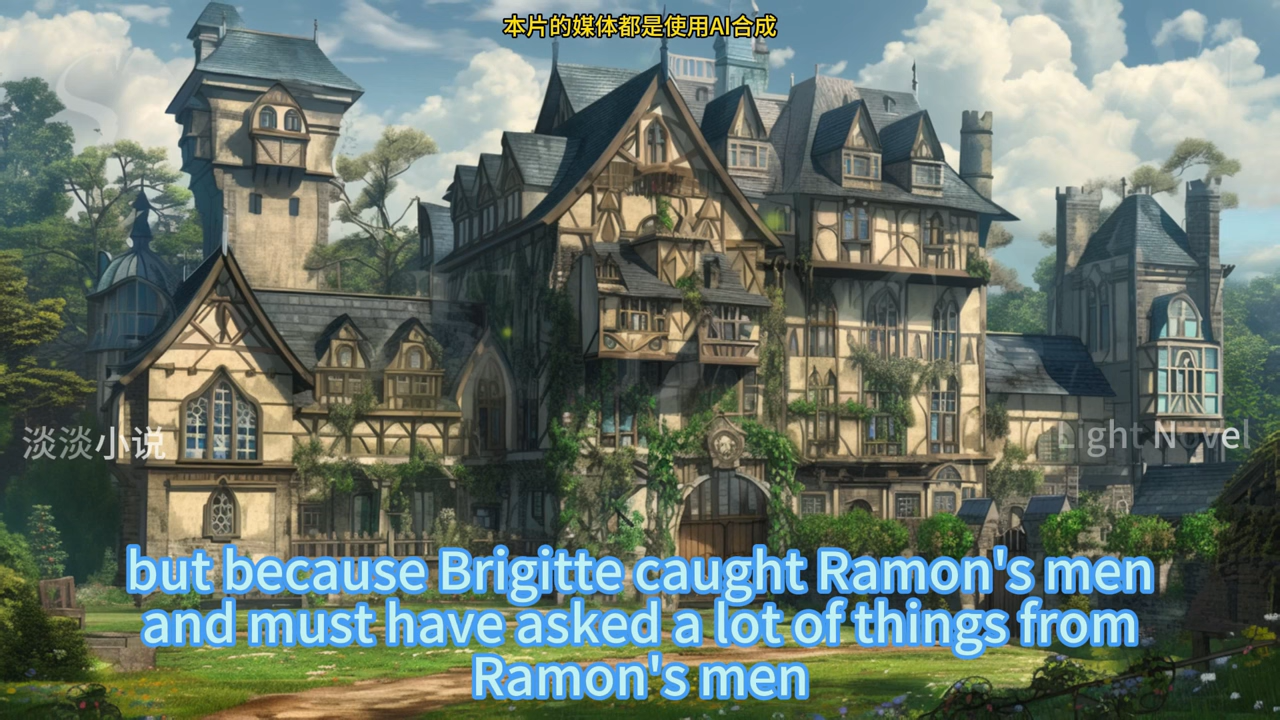 本片的媒体都是使用AI合成
淡淡小说
Light Novel
but because Brigitte caught Ramon's men
and must have asked a lot of things from
Ramon's men